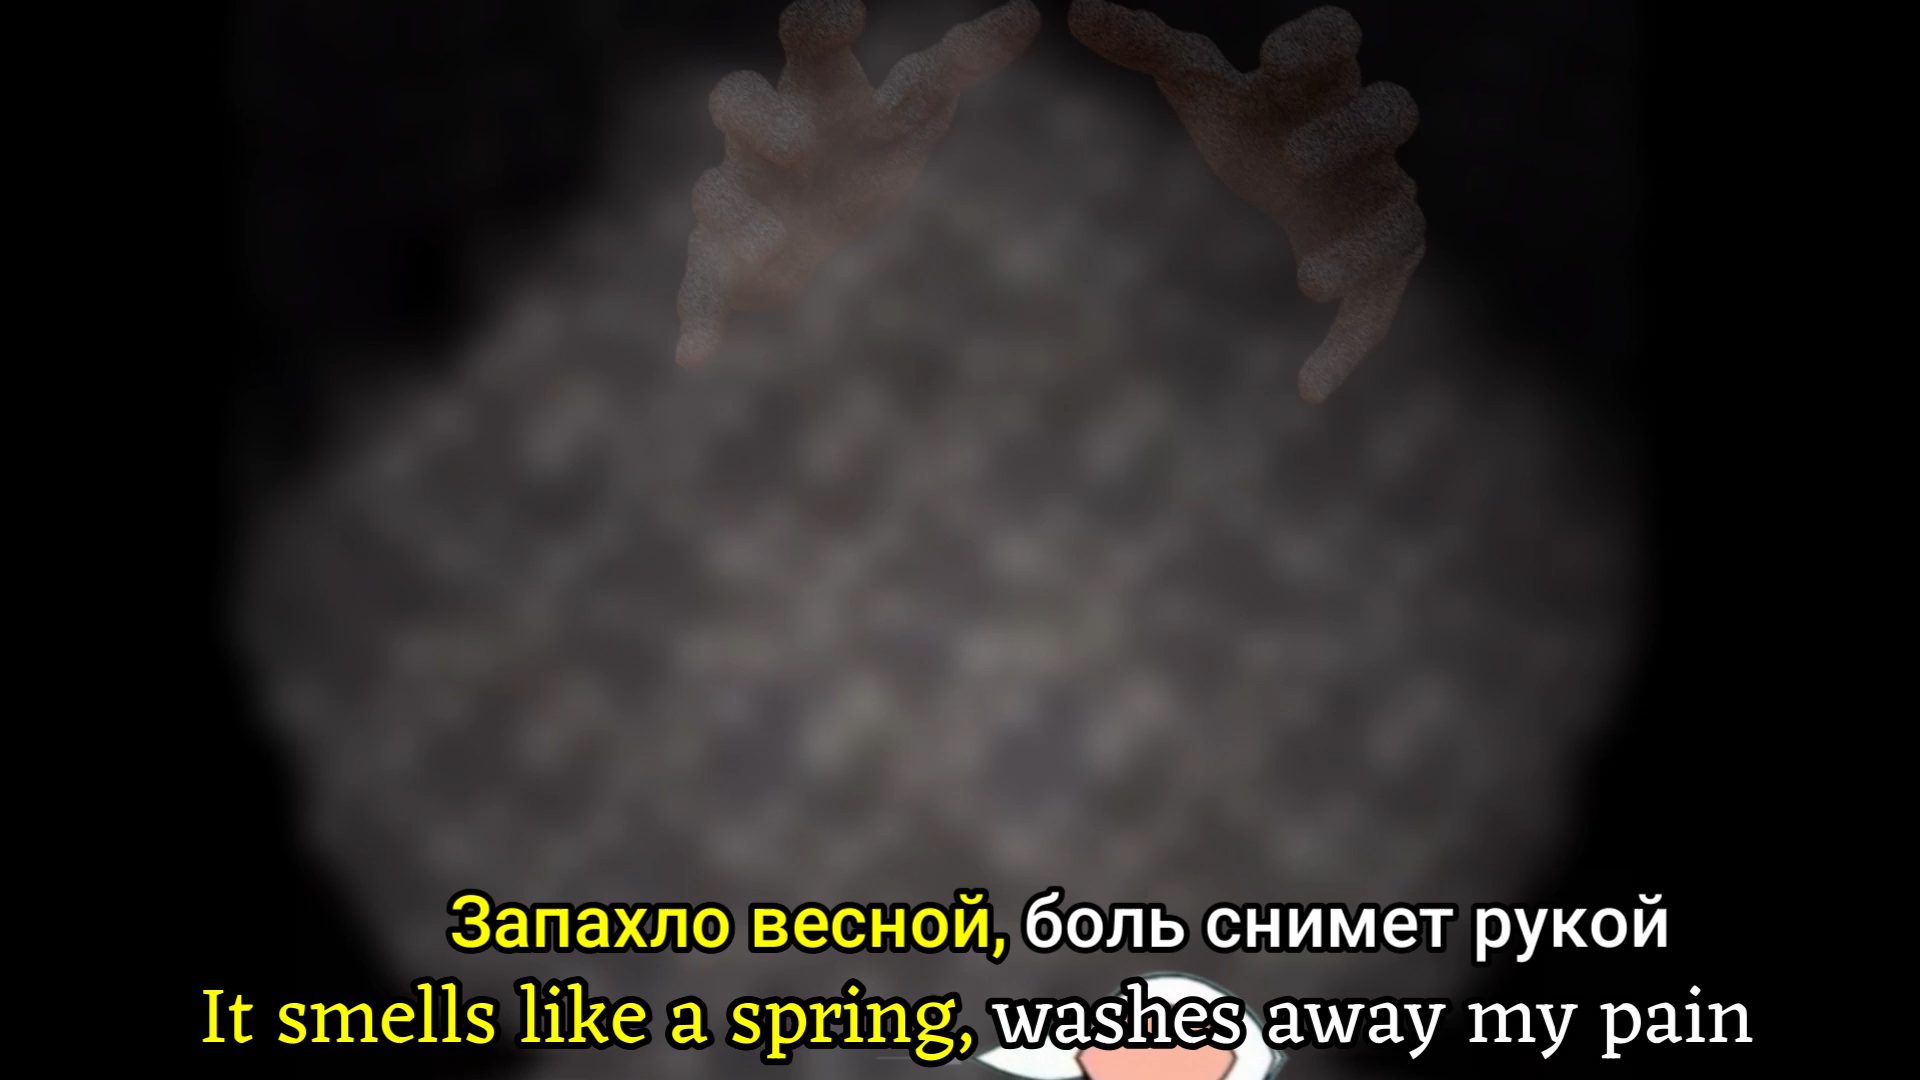 Запахло весной, боль снимет рукой
It smells like a spring, washes away my pain